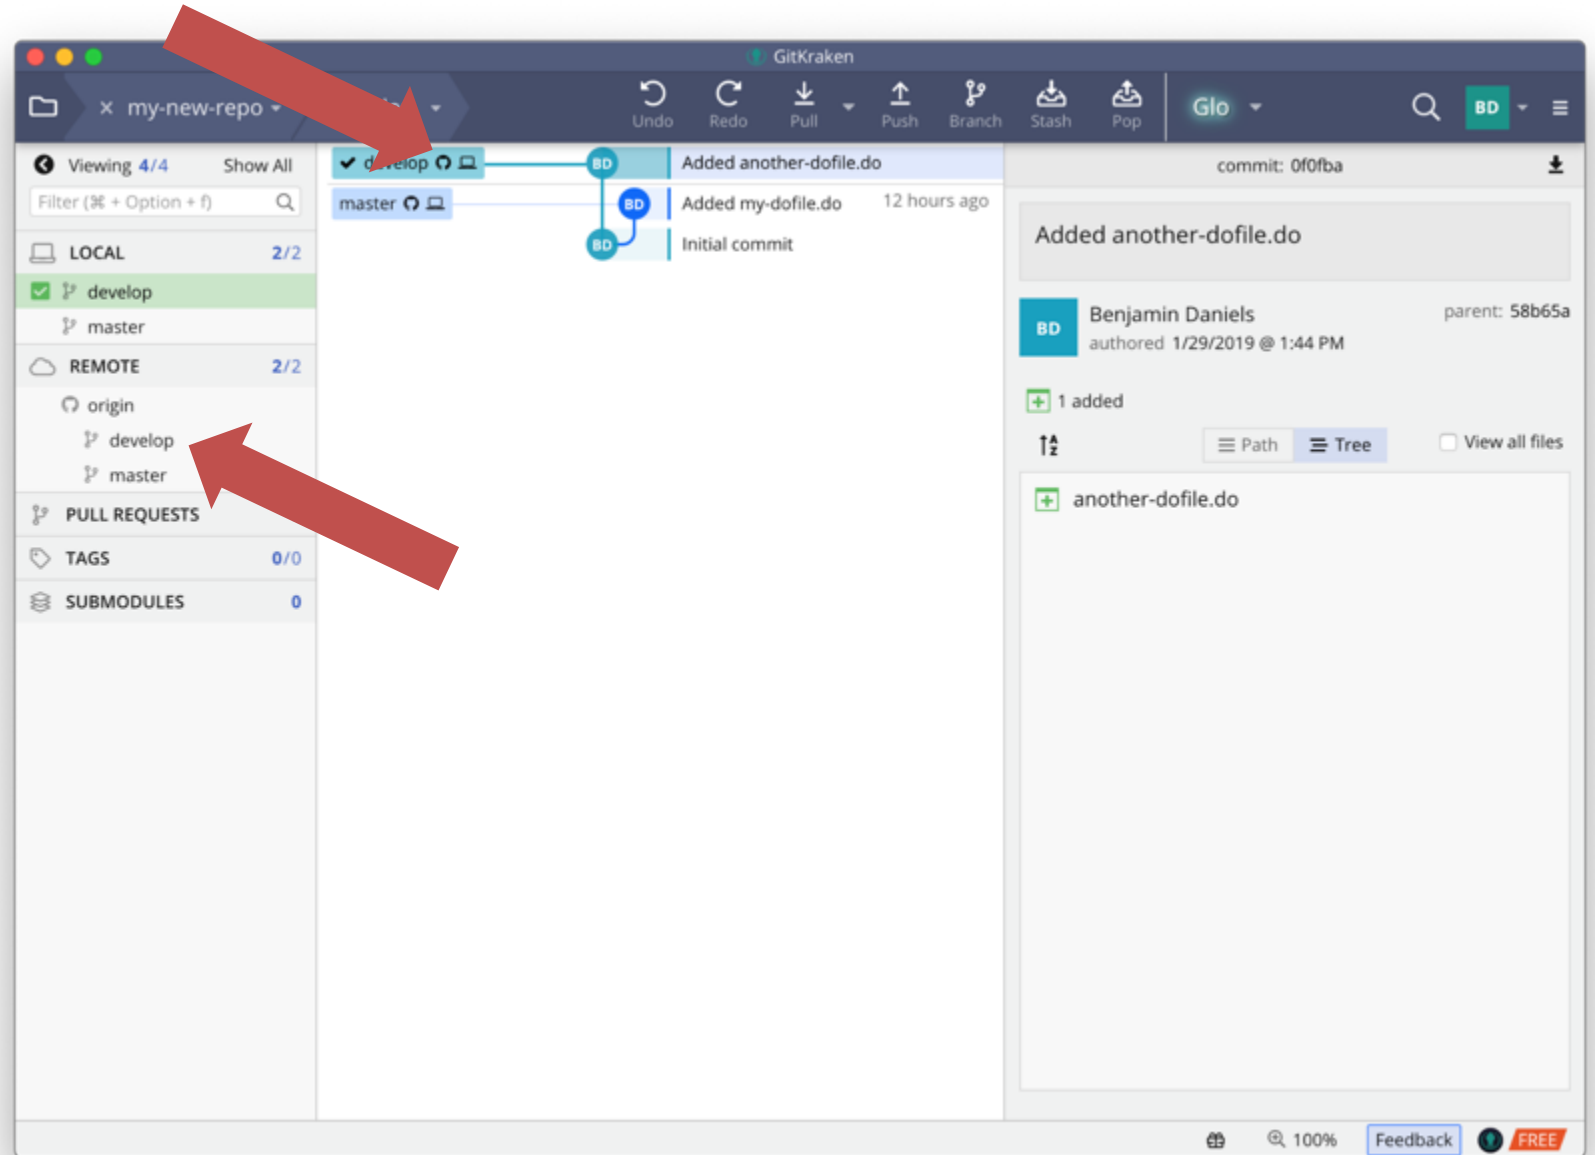 GitKraken
my-new-repo
Undo Redo Pull Push Branch Stash Pop
Glo
BD
Viewing 4/4 Show All
Filter (⌘ + Option + f)
LOCAL 2/2
develop
master
REMOTE 2/2
origin
develop
master
PULL REQUESTS
TAGS 0/0
SUBMODULES 0
develop BD Added another-dofile.do
master BD Added my-dofile.do 12 hours ago
BD Initial commit
commit: 0f0fba
Added another-dofile.do
BD
Benjamin Daniels parent: 58b65a
authored 1/29/2019 @ 1:44 PM
1 added
A Z Path Tree View all files
another-dofile.do
100% Feedback FREE